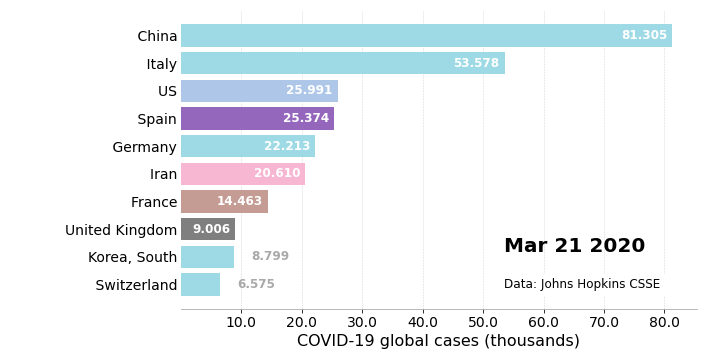 China 81.305
Italy 53.578
US 25.991
Spain 25.374
Germany 22.213
Iran 20.610
France 14.463
United Kingdom 9.006
Korea, South 8.799
Switzerland 6.575
Mar 21 2020
Data: Johns Hopkins CSSE
10.0 20.0 30.0 40.0 50.0 60.0 70.0 80.0
COVID-19 global cases (thousands)